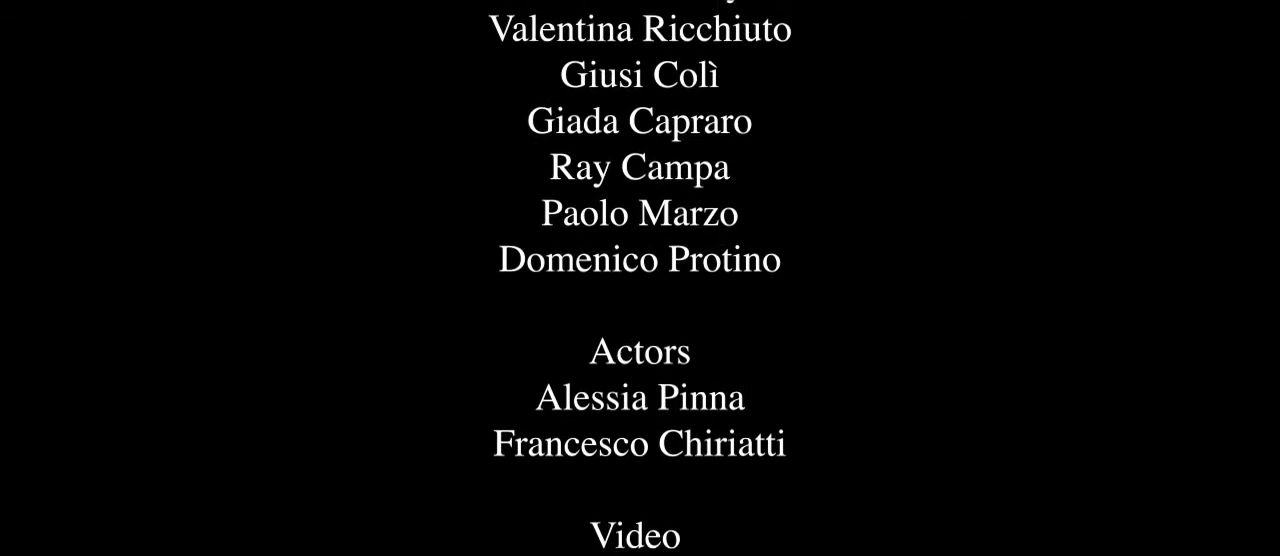 Valentina Ricchiuto
Giusi Colì
Giada Capraro
Ray Campa
Paolo Marzo
Domenico Protino
Actors
Alessia Pinna
Francesco Chiriatti
Video